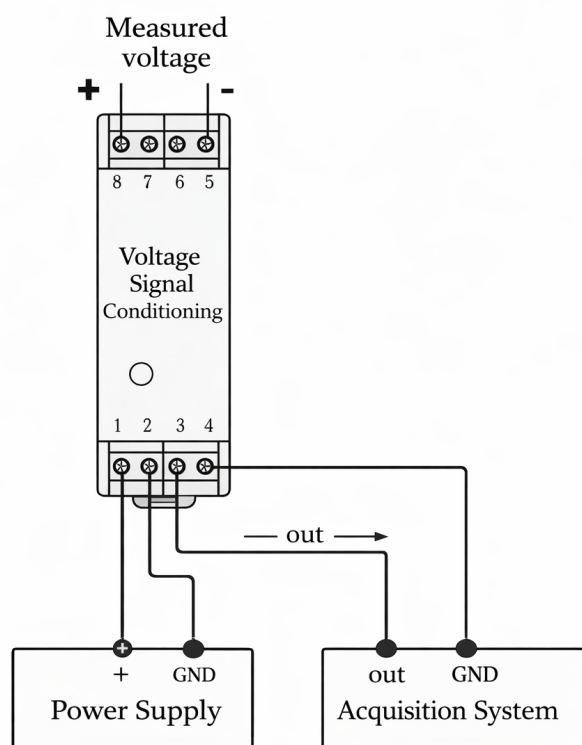 Measured
voltage
+ -
8 7 6 5
Voltage
Signal
Conditioning
1 2 3 4
out
+ GND
out GND
Power Supply
Acquisition System